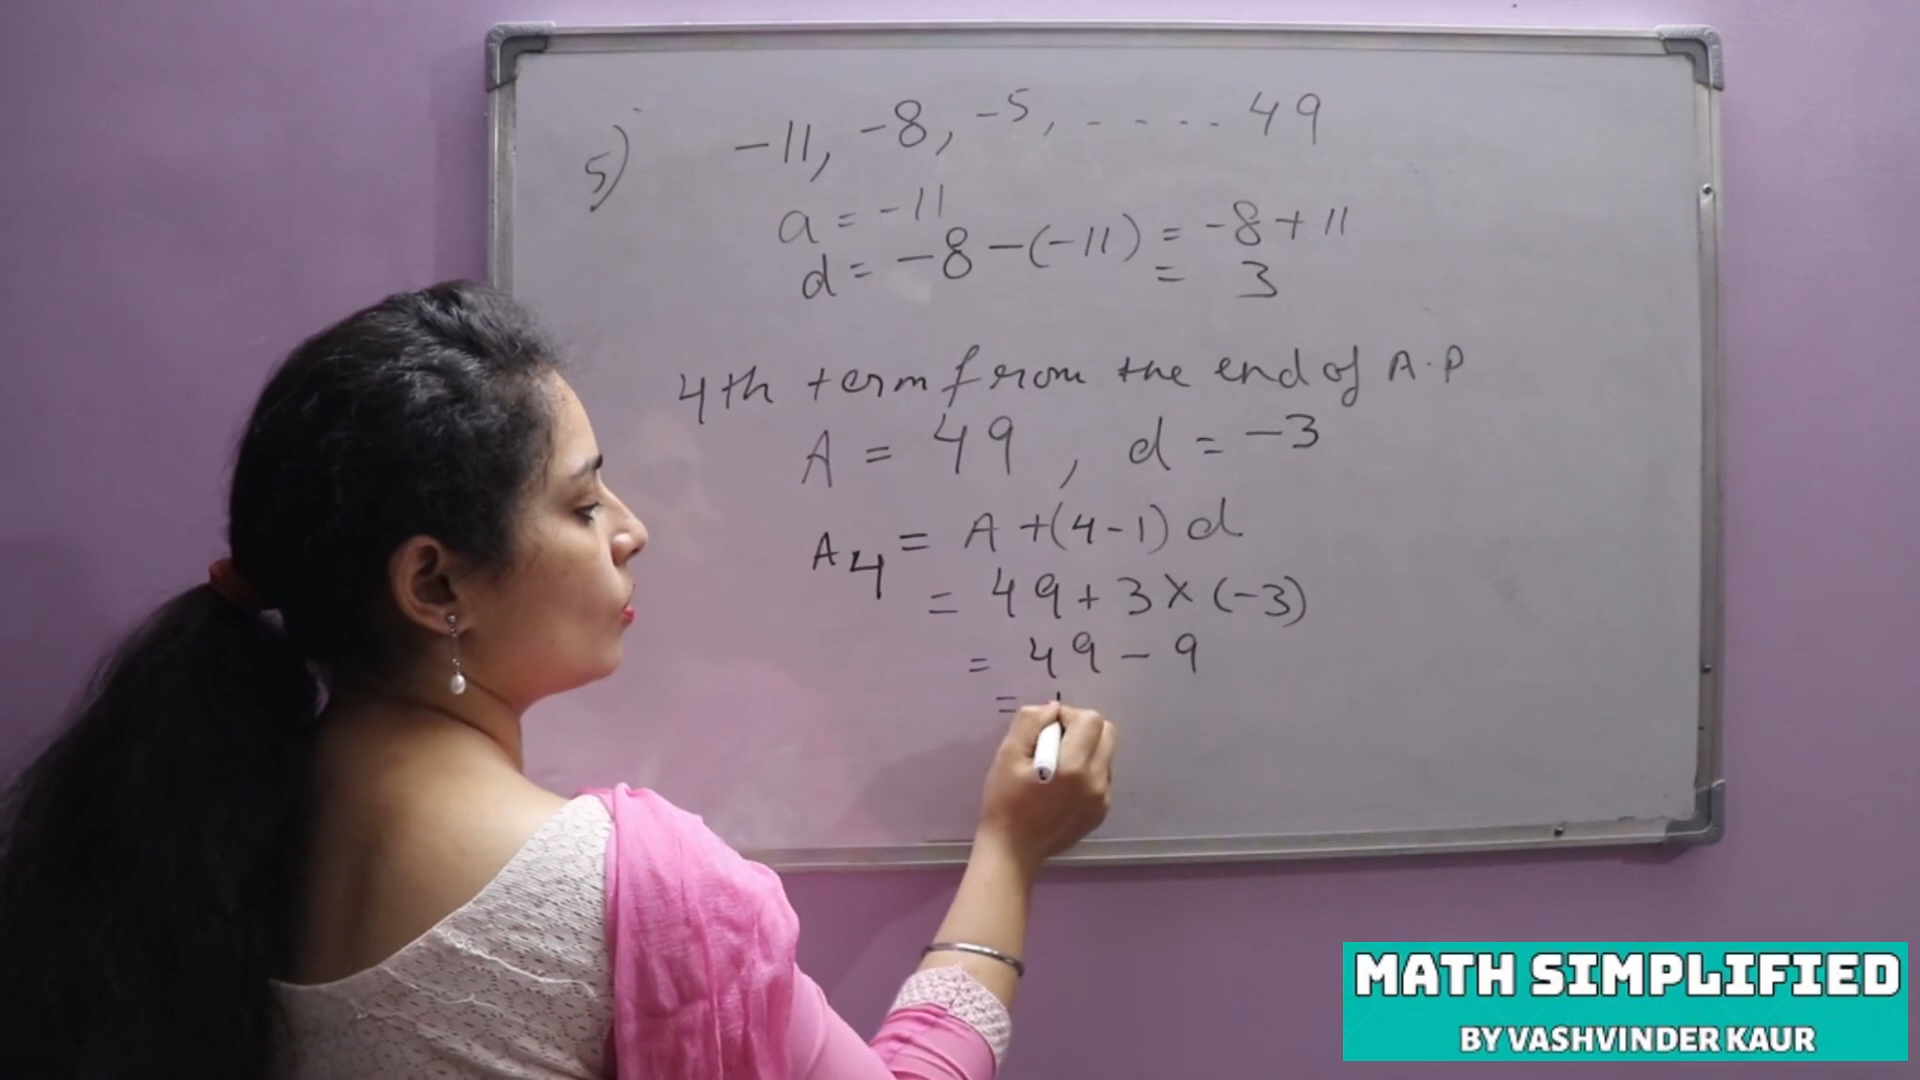 5) -11, -8, -5, - - - - 49
a = -11
d = -8 - (-11) = -8 + 11
= 3
4th term from the end of A.P
A = 49 , d = -3
A4 = A + (4-1) d
= 49 + 3 × (-3)
= 49 - 9
=
MATH SIMPLIFIED
BY VASHVINDER KAUR